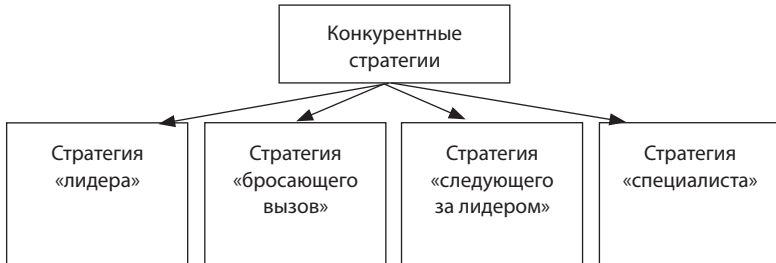 Конкурентные
стратегии
Стратегия
«лидера»
Стратегия
«бросающего
вызов»
Стратегия
«следующего
за лидером»
Стратегия
«специалиста»